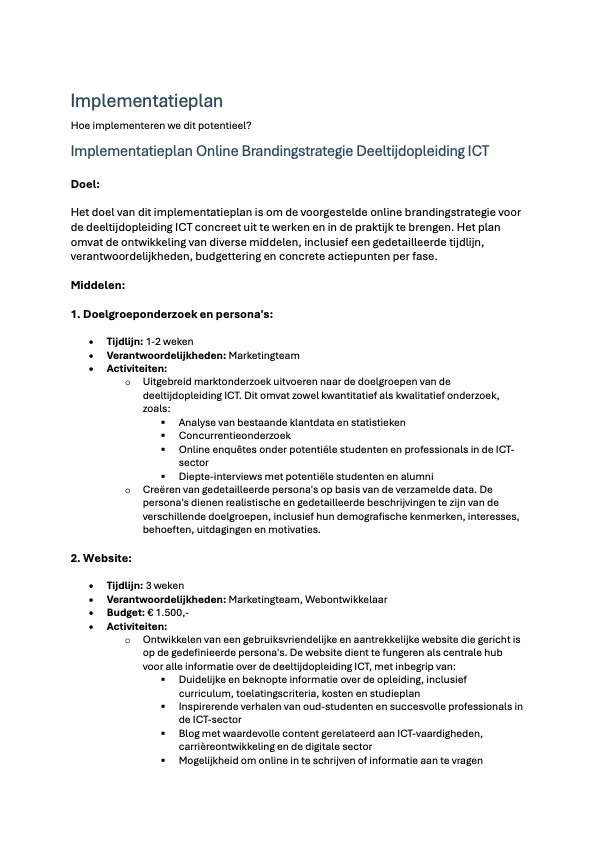 Implementatieplan
Hoe implementeren we dit potentieel?
Implementatieplan Online Brandingstrategie Deeltijdopleiding ICT
Doel:
Het doel van dit implementatieplan is om de voorgestelde online brandingstrategie voor
de deeltijdopleiding ICT concreet uit te werken en in de praktijk te brengen. Het plan
omvat de ontwikkeling van diverse middelen, inclusief een gedetailleerde tijdlijn,
verantwoordelijkheden, budgettering en concrete actiepunten per fase.
Middelen:
1. Doelgroeponderzoek en persona's:
• Tijdlijn: 1-2 weken
• Verantwoordelijkheden: Marketingteam
• Activiteiten:
o Uitgebreid marktonderzoek uitvoeren naar de doelgroepen van de
deeltijdopleiding ICT. Dit omvat zowel kwantitatief als kwalitatief onderzoek,
zoals:
▪ Analyse van bestaande klantdata en statistieken
▪ Concurrentieonderzoek
▪ Online enquêtes onder potentiële studenten en professionals in de ICT-
sector
▪ Diepte-interviews met potentiële studenten en alumni
o Creëren van gedetailleerde persona's op basis van de verzamelde data. De
persona's dienen realistische en gedetailleerde beschrijvingen te zijn van de
verschillende doelgroepen, inclusief hun demografische kenmerken, interesses,
behoeften, uitdagingen en motivaties.
2. Website:
• Tijdlijn: 3 weken
• Verantwoordelijkheden: Marketingteam, Webontwikkelaar
• Budget: € 1.500,-
• Activiteiten:
o Ontwikkelen van een gebruiksvriendelijke en aantrekkelijke website die gericht is
op de gedefinieerde persona's. De website dient te fungeren als centrale hub
voor alle informatie over de deeltijdopleiding ICT, met inbegrip van:
▪ Duidelijke en beknopte informatie over de opleiding, inclusief
curriculum, toelatingscriteria, kosten en studieplan
▪ Inspirerende verhalen van oud-studenten en succesvolle professionals in
de ICT-sector
▪ Blog met waardevolle content gerelateerd aan ICT-vaardigheden,
carrièreontwikkeling en de digitale sector
▪ Mogelijkheid om online in te schrijven of informatie aan te vragen